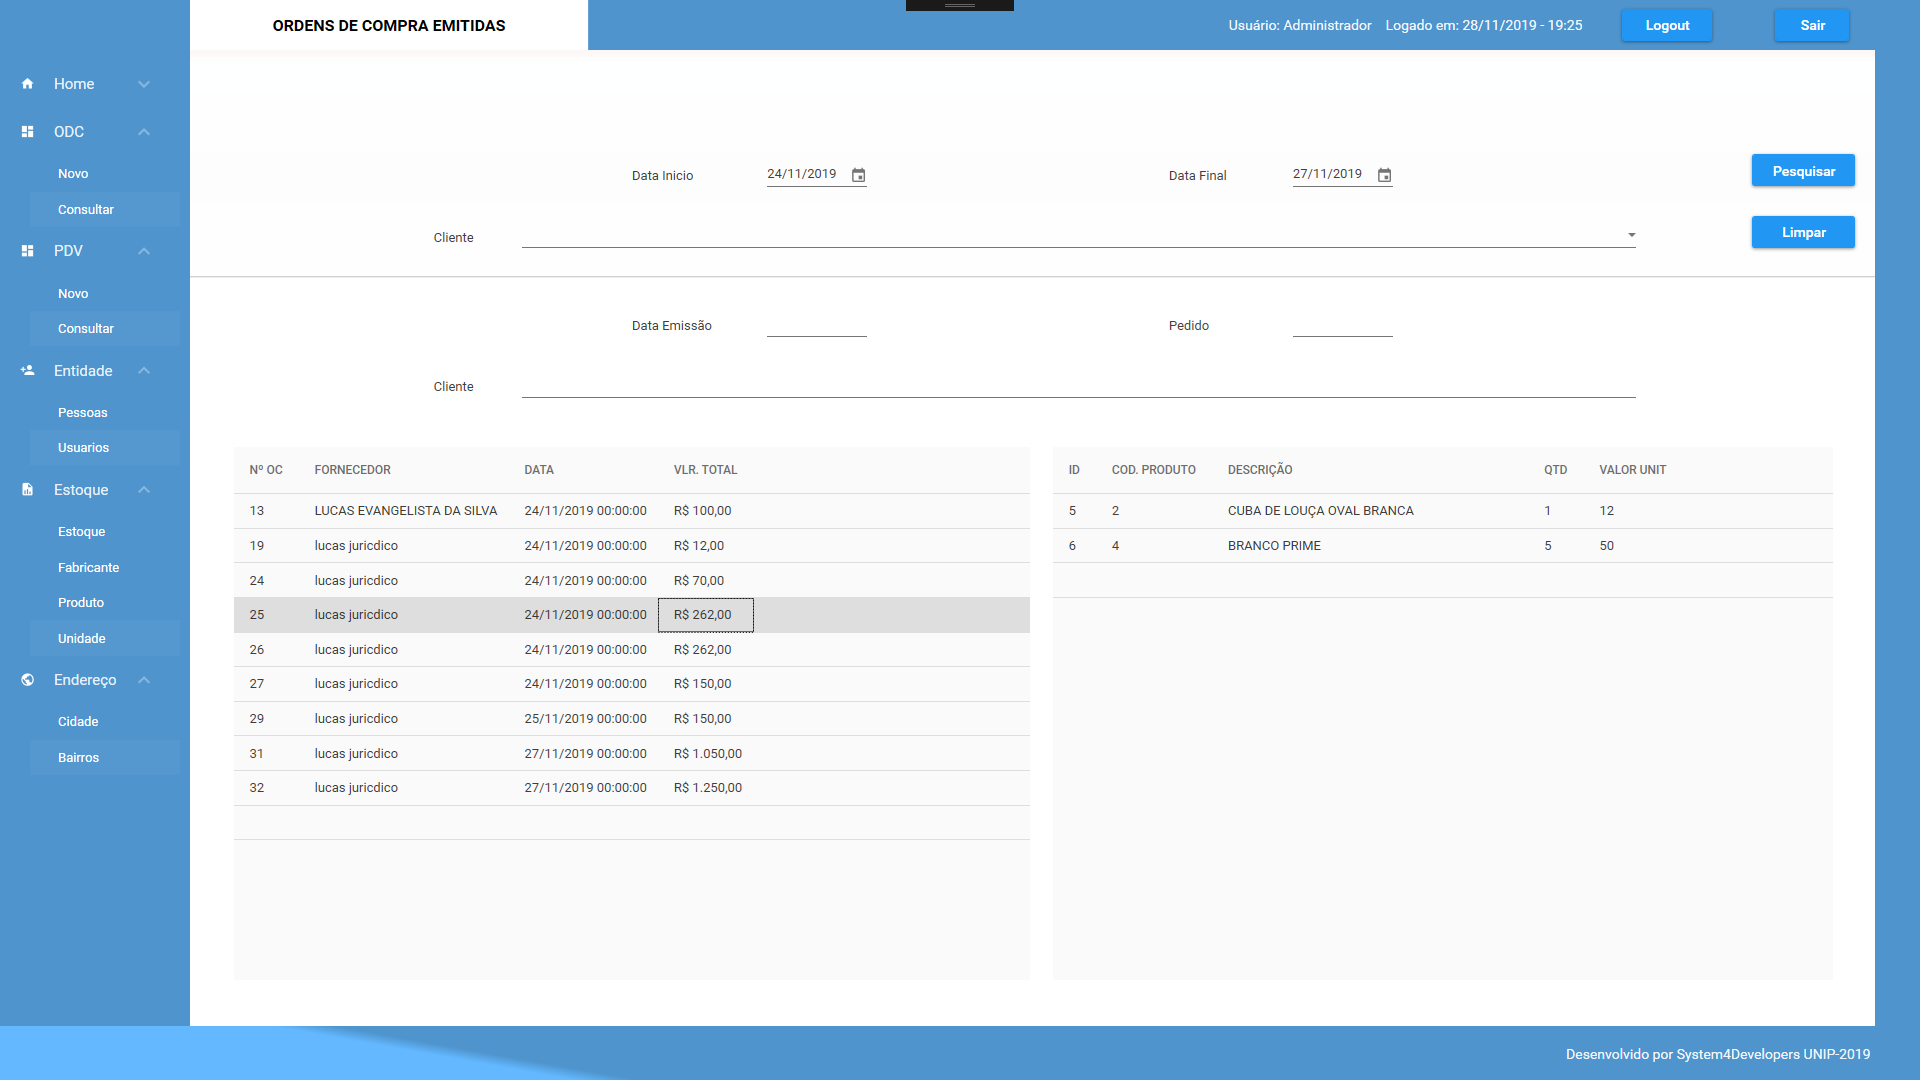 ORDENS DE COMPRA EMITIDAS
Usuário: Administrador Logado em: 28/11/2019 - 19:25 Logout Sair
Home
ODC
Novo
Consultar
PDV
Novo
Consultar
Entidade
Pessoas
Usuarios
Estoque
Estoque
Fabricante
Produto
Unidade
Endereço
Cidade
Bairros
Data Inicio 24/11/2019 Data Final 27/11/2019 Pesquisar
Cliente Limpar
Data Emissão Pedido
Cliente
Nº OC FORNECEDOR DATA VLR. TOTAL
13 LUCAS EVANGELISTA DA SILVA 24/11/2019 00:00:00 R$ 100,00
19 lucas juricdico 24/11/2019 00:00:00 R$ 12,00
24 lucas juricdico 24/11/2019 00:00:00 R$ 70,00
25 lucas juricdico 24/11/2019 00:00:00 R$ 262,00
26 lucas juricdico 24/11/2019 00:00:00 R$ 262,00
27 lucas juricdico 24/11/2019 00:00:00 R$ 150,00
29 lucas juricdico 25/11/2019 00:00:00 R$ 150,00
31 lucas juricdico 27/11/2019 00:00:00 R$ 1.050,00
32 lucas juricdico 27/11/2019 00:00:00 R$ 1.250,00
ID COD. PRODUTO DESCRIÇÃO QTD VALOR UNIT
5 2 CUBA DE LOUÇA OVAL BRANCA 1 12
6 4 BRANCO PRIME 5 50
Desenvolvido por System4Developers UNIP-2019